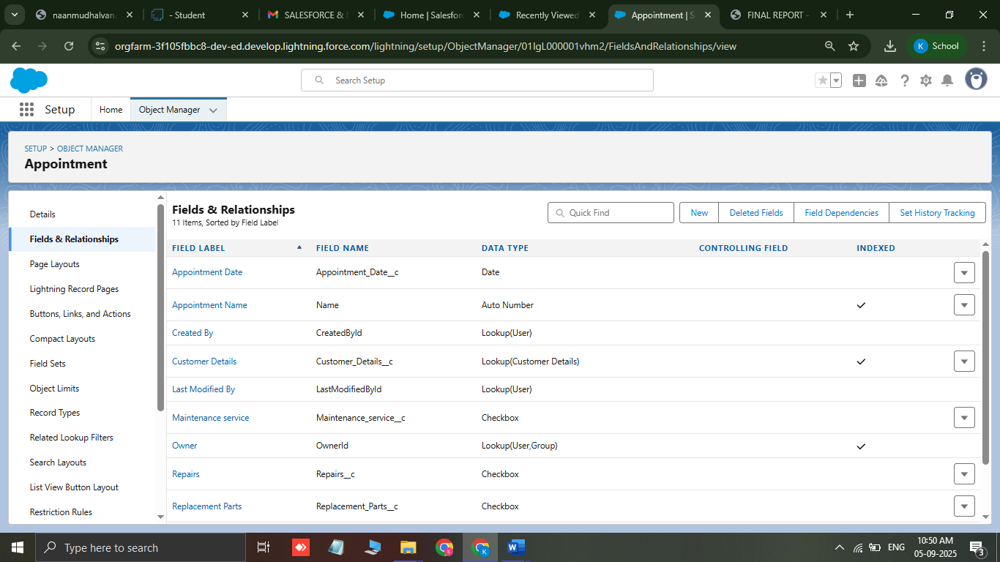 naanmudhalvan.
- Student
SALESFORCE &
Home | Salesforc
Recently Viewed
Appointment | S
FINAL REPORT -
orgfarm-3f105fbbc8-dev-ed.develop.lightning.force.com/lightning/setup/ObjectManager/01IgL000001vhm2/FieldsAndRelationships/view
K School
Search Setup
Setup Home Object Manager
SETUP > OBJECT MANAGER
Appointment
Details
Fields & Relationships
Page Layouts
Lightning Record Pages
Buttons, Links, and Actions
Compact Layouts
Field Sets
Object Limits
Record Types
Related Lookup Filters
Search Layouts
List View Button Layout
Restriction Rules
Fields & Relationships
11 Items, Sorted by Field Label
Quick Find
New Deleted Fields Field Dependencies Set History Tracking
FIELD LABEL FIELD NAME DATA TYPE CONTROLLING FIELD INDEXED
Appointment Date Appointment_Date__c Date
Appointment Name Name Auto Number
Created By CreatedById Lookup(User)
Customer Details Customer_Details__c Lookup(Customer Details)
Last Modified By LastModifiedById Lookup(User)
Maintenance service Maintenance_service__c Checkbox
Owner OwnerId Lookup(User,Group)
Repairs Repairs__c Checkbox
Replacement Parts Replacement_Parts__c Checkbox
Type here to search
ENG
10:50 AM
05-09-2025
3